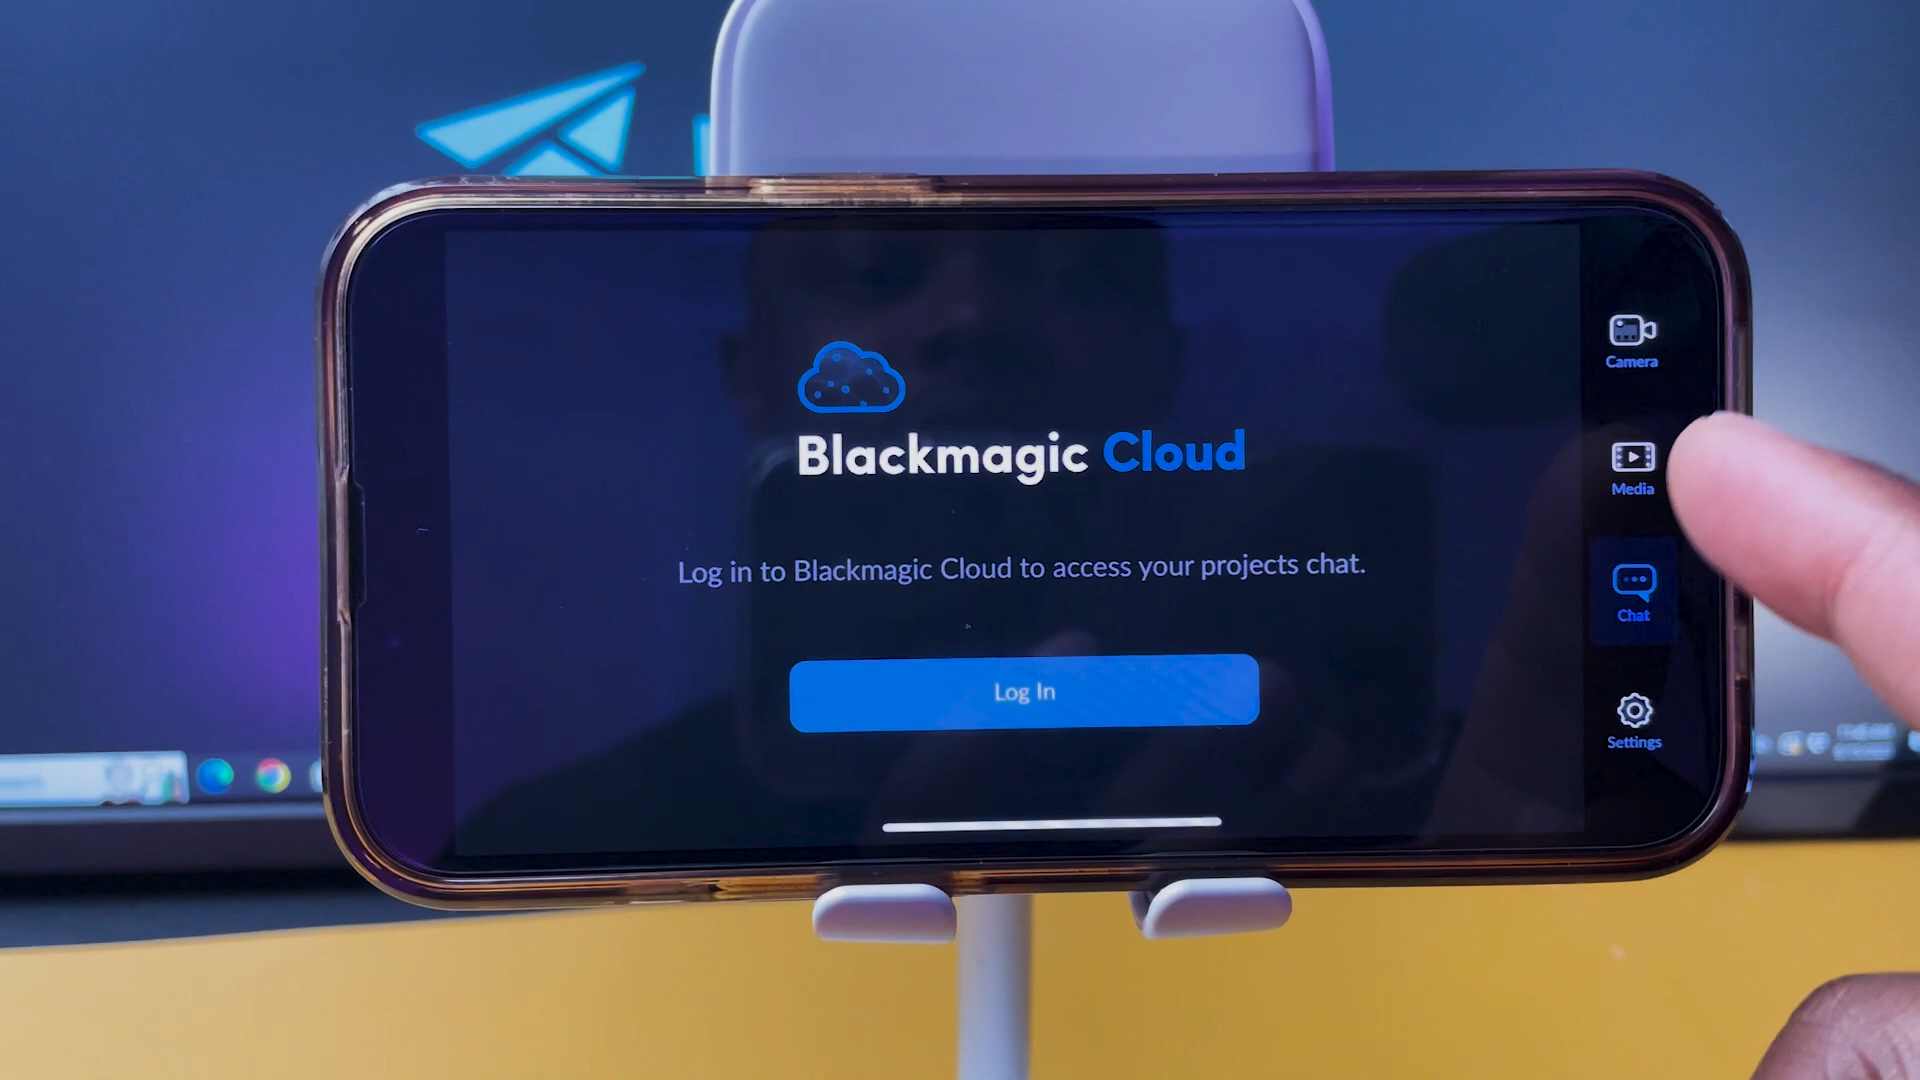 Blackmagic Cloud
Log in to Blackmagic Cloud to access your projects chat.
Log In
Camera
Media
Chat
Settings